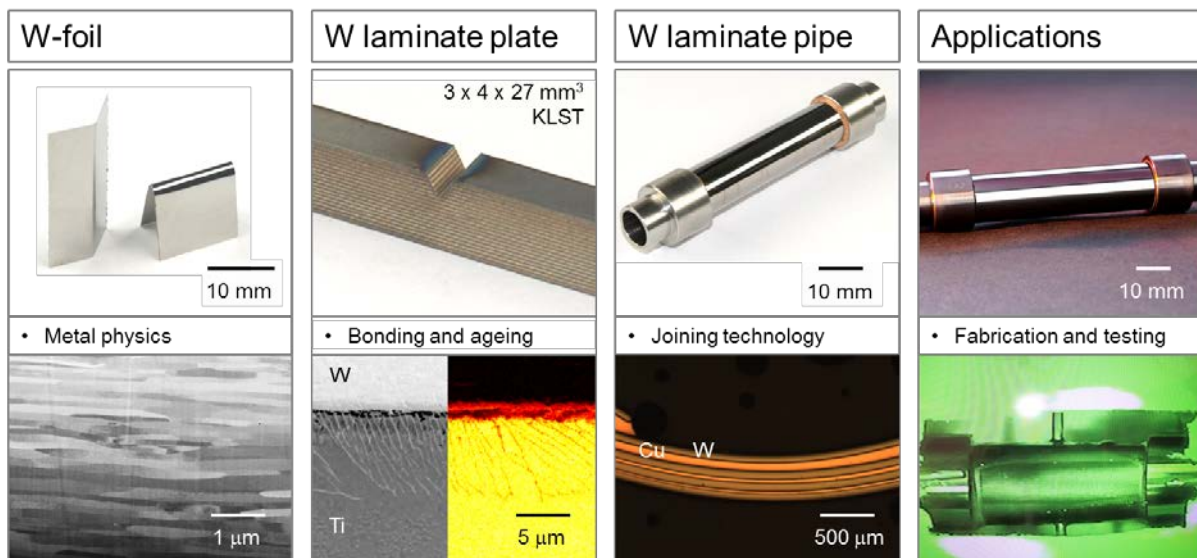 W-foil
10 mm
• Metal physics
1 μm
W laminate plate
3 x 4 x 27 mm³
KLST
• Bonding and ageing
W
Ti
5 μm
W laminate pipe
10 mm
• Joining technology
Cu W
500 μm
Applications
10 mm
• Fabrication and testing